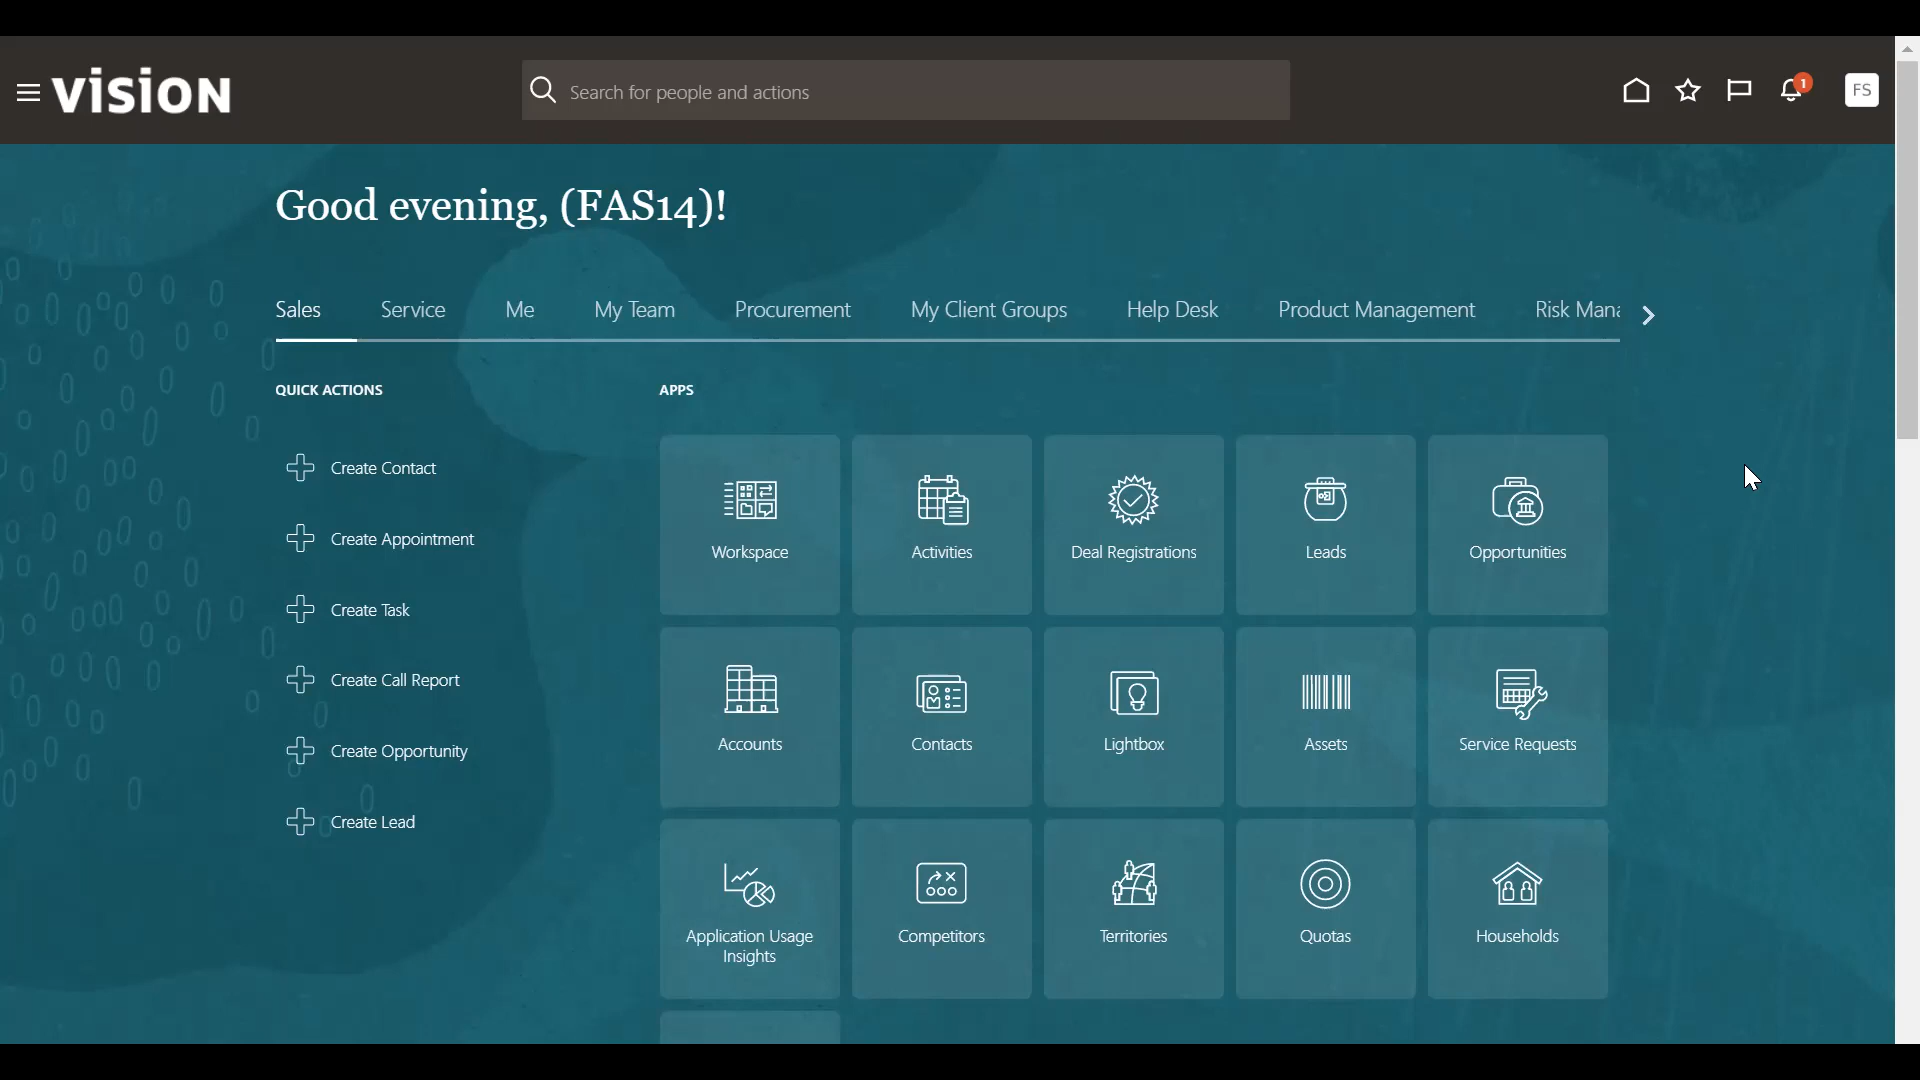 vision
Search for people and actions
1
FS
Good evening, (FAS14)!
Sales
Service
Me
My Team
Procurement
My Client Groups
Help Desk
Product Management
Risk Mana
QUICK ACTIONS
Create Contact
Create Appointment
Create Task
Create Call Report
Create Opportunity
Create Lead
APPS
Workspace
Activities
Deal Registrations
Leads
Opportunities
Accounts
Contacts
Lightbox
Assets
Service Requests
Application Usage
Insights
Competitors
Territories
Quotas
Households